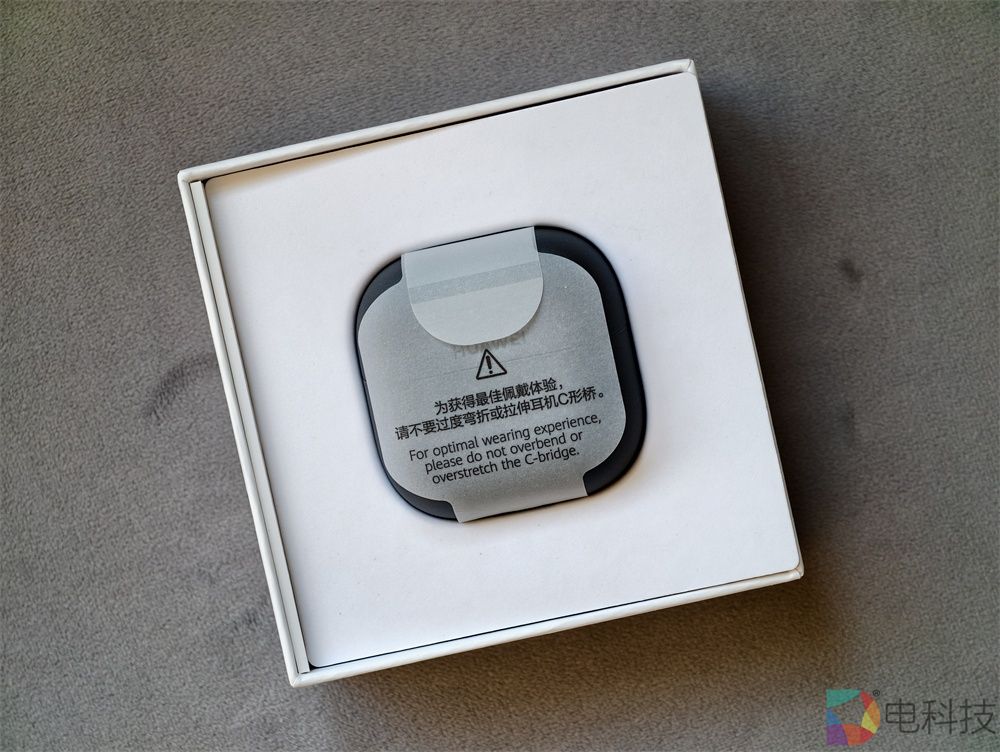 HUAWEI
为获得最佳佩戴体验，
请不要过度弯折或拉伸耳机C形桥。
For optimal wearing experience,
please do not overbend or
overstretch the C-bridge.
®电科技